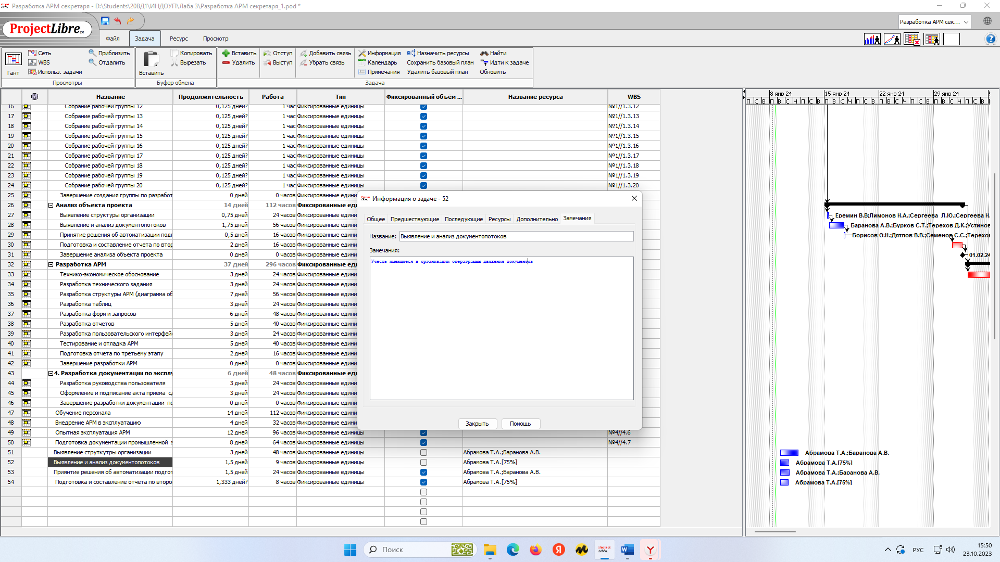 Разработка АРМ секретаря - D:\Students\20ВД1\ИНДОУП\Лаба 3\Разработка АРМ секретаря_1.pod *
ProjectLibre
Разработка АРМ сек...
Файл Задача Ресурс Просмотр
Гант
Сеть
WBS
Использ. задачи
Приблизить
Отдалить
Просмотры
Вставить
Копировать
Вырезать
Буфер обмена
Вставить
Удалить
Отступ
Выступ
Добавить связь
Убрать связь
Информация
Календарь
Примечания
Назначить ресурсы
Сохранить базовый план
Удалить базовый план
Найти
Идти к задаче
Обновить
Задача
Название Продолжительность Работа Тип Фиксированный объём ... Название ресурса WBS
16 Собрание рабочей группы 12 0,125 дней? 1 час Фиксированные единицы №1//1.3.12
17 Собрание рабочей группы 13 0,125 дней? 1 час Фиксированные единицы №1//1.3.13
18 Собрание рабочей группы 14 0,125 дней? 1 час Фиксированные единицы №1//1.3.14
19 Собрание рабочей группы 15 0,125 дней? 1 час Фиксированные единицы №1//1.3.15
20 Собрание рабочей группы 16 0,125 дней? 1 час Фиксированные единицы №1//1.3.16
21 Собрание рабочей группы 17 0,125 дней? 1 час Фиксированные единицы №1//1.3.17
22 Собрание рабочей группы 18 0,125 дней? 1 час Фиксированные единицы №1//1.3.18
23 Собрание рабочей группы 19 0,125 дней? 1 час Фиксированные единицы №1//1.3.19
24 Собрание рабочей группы 20 0,125 дней? 1 час Фиксированные единицы №1//1.3.20
25 Завершение создания группы по разработ 0 дней 0 часов Фиксированные едини
26 Анализ объекта проекта 14 дней 112 часов Фиксированные еди
27 Выявление структуры организации 0,75 дней 24 часов Фиксированные едини
28 Выявление и анализ документопотоков 1,75 дней 56 часов Фиксированные едини
29 Принятие решения об автоматизации подг 0,5 дней 16 часов Фиксированные едини
30 Подготовка и составление отчета по втор 2 дней 16 часов Фиксированные едини
31 Завершение анализа объекта проекта 0 дней 0 часов Фиксированные едини
32 Разработка АРМ 37 дней 296 часов Фиксированные еди
33 Технико-экономическое обоснование 3 дней 24 часов Фиксированные едини
34 Разработка технического задания 3 дней 24 часов Фиксированные едини
35 Разработка структуры АРМ (диаграмма об 7 дней 56 часов Фиксированные едини
36 Разработка таблиц 3 дней 24 часов Фиксированные едини
37 Разработка форм и запросов 6 дней 48 часов Фиксированные едини
38 Разработка отчетов 5 дней 40 часов Фиксированные едини
39 Разработка пользовательского интерфей 3 дней 24 часов Фиксированные едини
40 Тестирование и отладка АРМ 5 дней 40 часов Фиксированные едини
41 Подготовка отчета по третьему этапу 2 дней 16 часов Фиксированные едини
42 Завершение разработки АРМ 0 дней 0 часов Фиксированные едини
43 4. Разработка документации по эксплу 6 дней 48 часов Фиксированные еди
44 Разработка руководства пользователя 3 дней 24 часов Фиксированные едини
45 Оформление и подписание акта приема сд 3 дней 24 часов Фиксированные едини
46 Завершение разработки документации по 0 дней 0 часов Фиксированные едини
47 Обучение персонала 14 дней 112 часов Фиксированные едини
48 Внедрение АРМ в эксплуатацию 4 дней 32 часов Фиксированные едини
49 Опытная эксплуатация АРМ 12 дней 96 часов Фиксированные единицы №4//4.6
50 Подготовка документации промышленной э 8 дней 64 часов Фиксированные единицы №4//4.7
51 Выявление струткутры организации 3 дней 48 часов Фиксированные единицы Абрамова Т.А.;Баранова А.В.
52 Выявление и анализ документопотоков 1,5 дней 9 часов Фиксированные единицы Абрамова Т.А.[75%]
53 Приянтие решения об автоматизации подгот 1,5 дней 24 часов Фиксированные единицы Абрамова Т.А.;Баранова А.В.
54 Подготовка и составление отчета по второ 1,333 дней? 8 часов Фиксированные единицы Абрамова Т.А.[75%]
Информация о задаче - 52
Общее Предшествующие Последующие Ресурсы Дополнительно Замечания
Название: Выявление и анализ документопотоков
Замечания:
Учесть имеющиеся в организации оперограммы движения документов
Закрыть Помощь
8 янв 24 15 янв 24 22 янв 24 29 янв 24
П С В П В С Ч П С В П В С Ч П С В П В С Ч П С В П В С Ч П С В
Еремин В.В;Лимонов Н.А.;Сергеева Л.Ю.;Сергеева Н.
Баранова А.В.;Бурков С.Т.;Терехов Д.К.;Устинов
Борисов О.Н.;Дятлов В.В.;Семенов С.С.;Терехов
01.02.24
Абрамова Т.А.;Баранова А.В.
Абрамова Т.А.[75%]
Абрамова Т.А.;Баранова А.В.
Абрамова Т.А.[75%]
Поиск
РУС
15:50
23.10.2023